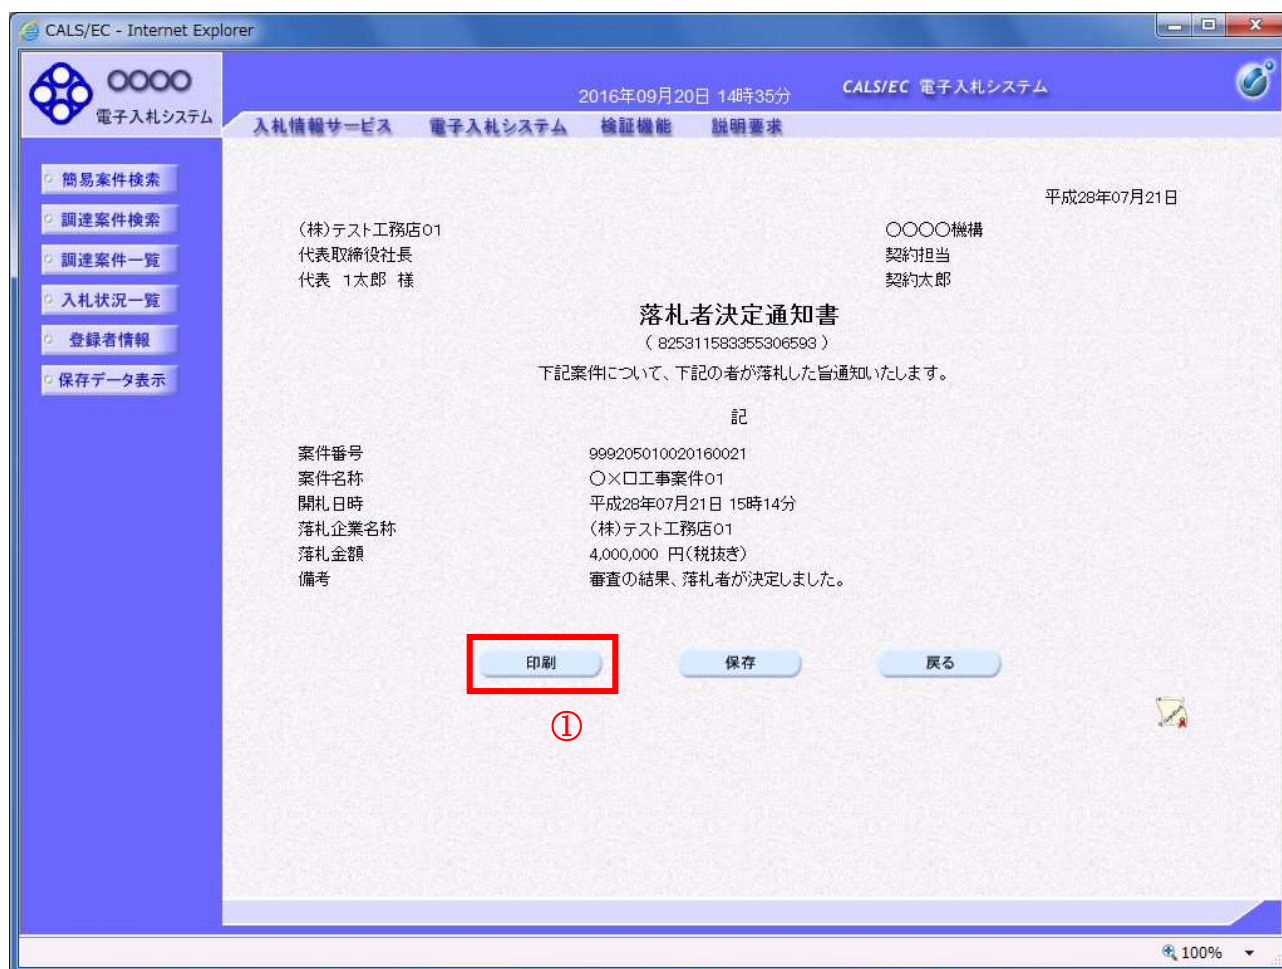 CALS/EC - Internet Explorer
〇〇〇〇
電子入札システム
2016年09月20日 14時35分
CALS/EC 電子入札システム
入札情報サービス 電子入札システム 検証機能 説明要求
簡易案件検索
調達案件検索
調達案件一覧
入札状況一覧
登録者情報
保存データ表示
平成28年07月21日
(株)テスト工務店01
代表取締役社長
代表 1太郎 様
〇〇〇〇機構
契約担当
契約太郎
落札者決定通知書
( 825311583355306593 )
下記案件について、下記の者が落札した旨通知いたします。
記
案件番号 999205010020160021
案件名称 〇×口工事案件01
開札日時 平成28年07月21日 15時14分
落札企業名称 (株)テスト工務店01
落札金額 4,000,000 円(税抜き)
備考 審査の結果、落札者が決定しました。
印刷 保存 戻る
①
100%